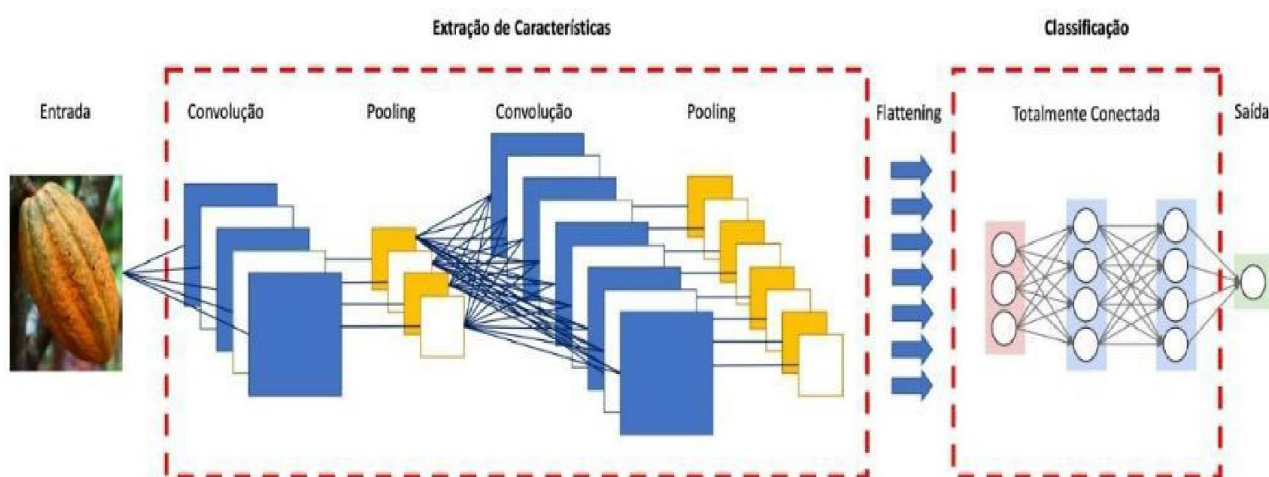 Extração de Características
Classificação
Entrada
Convolução
Pooling
Convolução
Pooling
Flattening
Totalmente Conectada
Saída